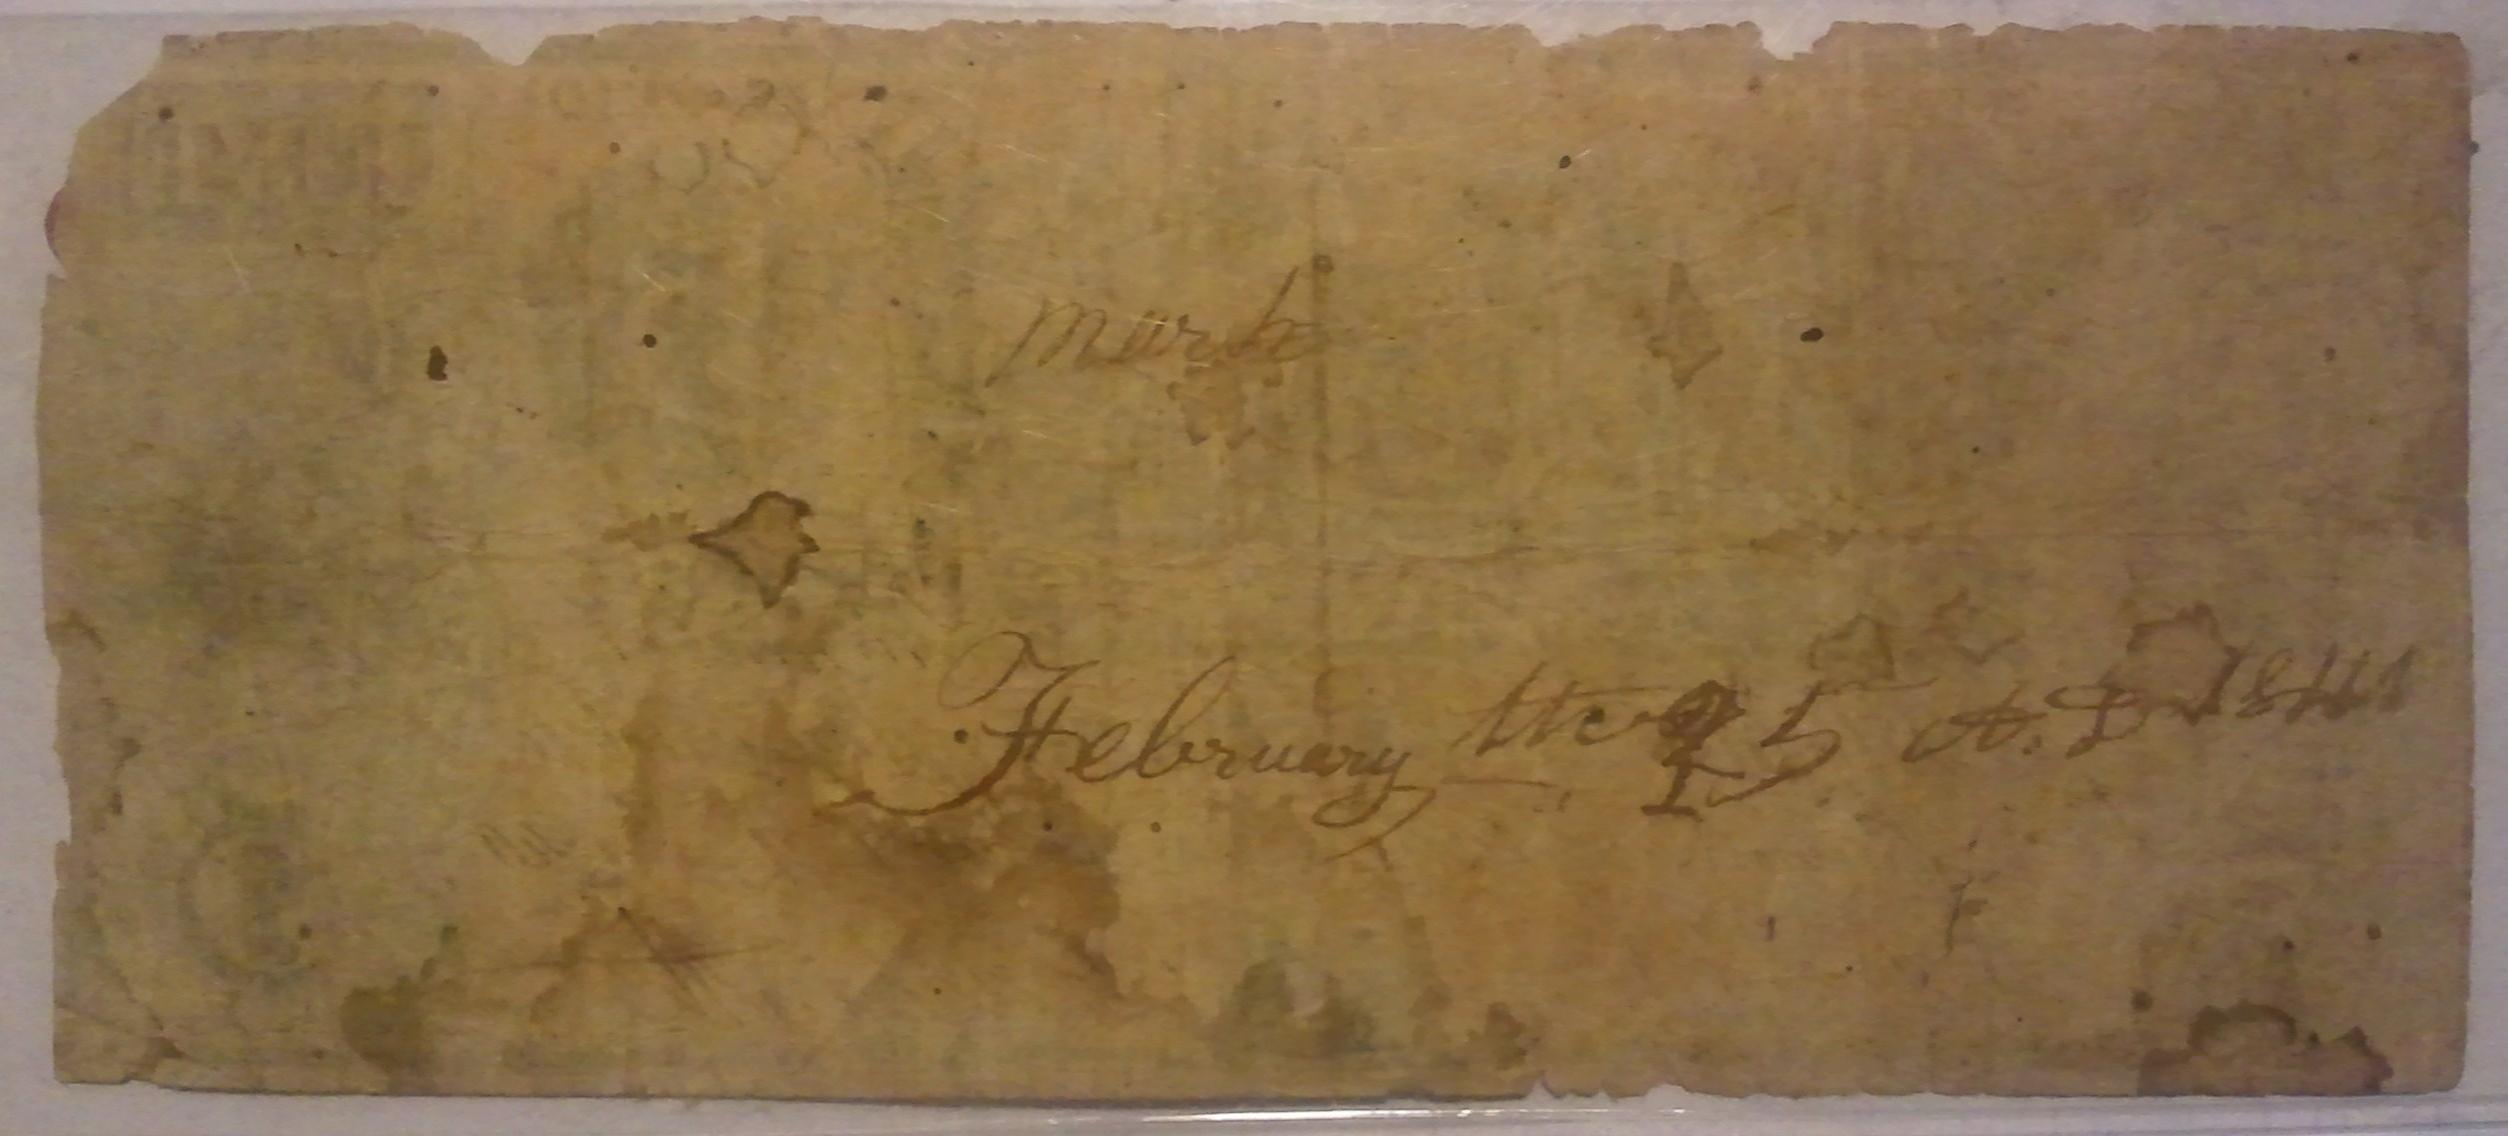 mark
February the 25 A. D. 1841